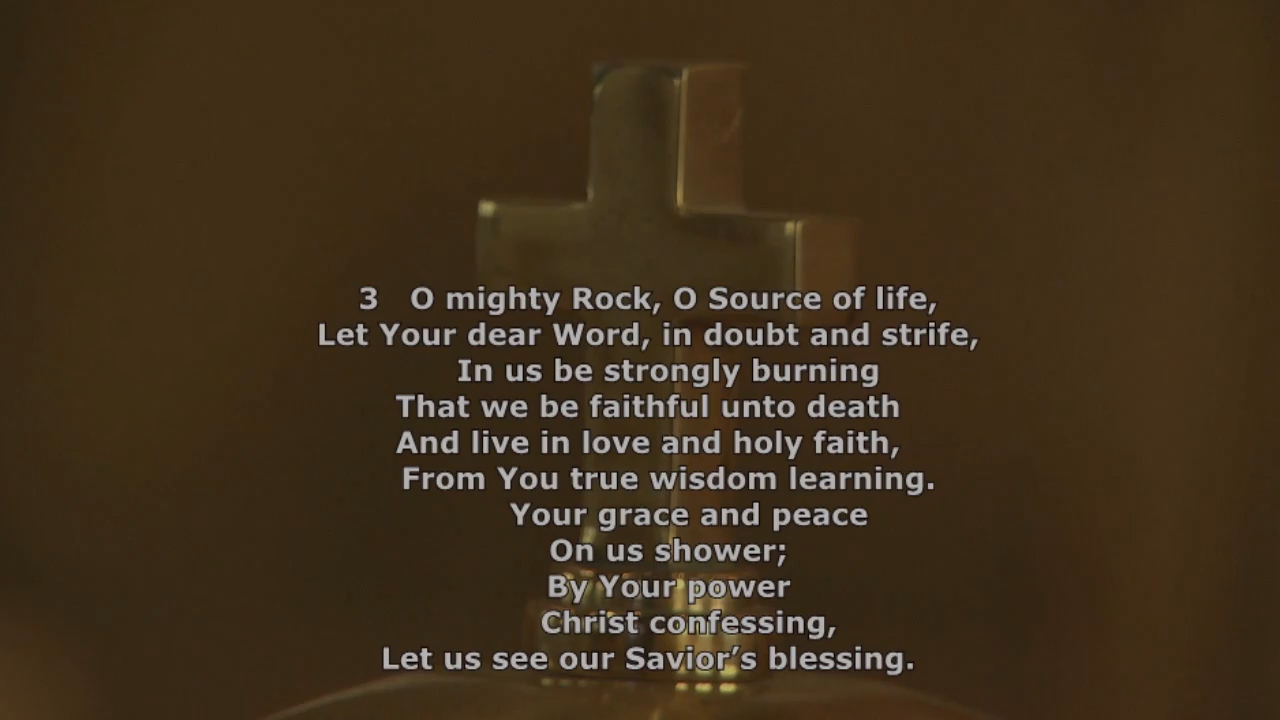 3 O mighty Rock, O Source of life,
Let Your dear Word, in doubt and strife,
In us be strongly burning
That we be faithful unto death
And live in love and holy faith,
From You true wisdom learning.
Your grace and peace
On us shower;
By Your power
Christ confessing,
Let us see our Savior’s blessing.